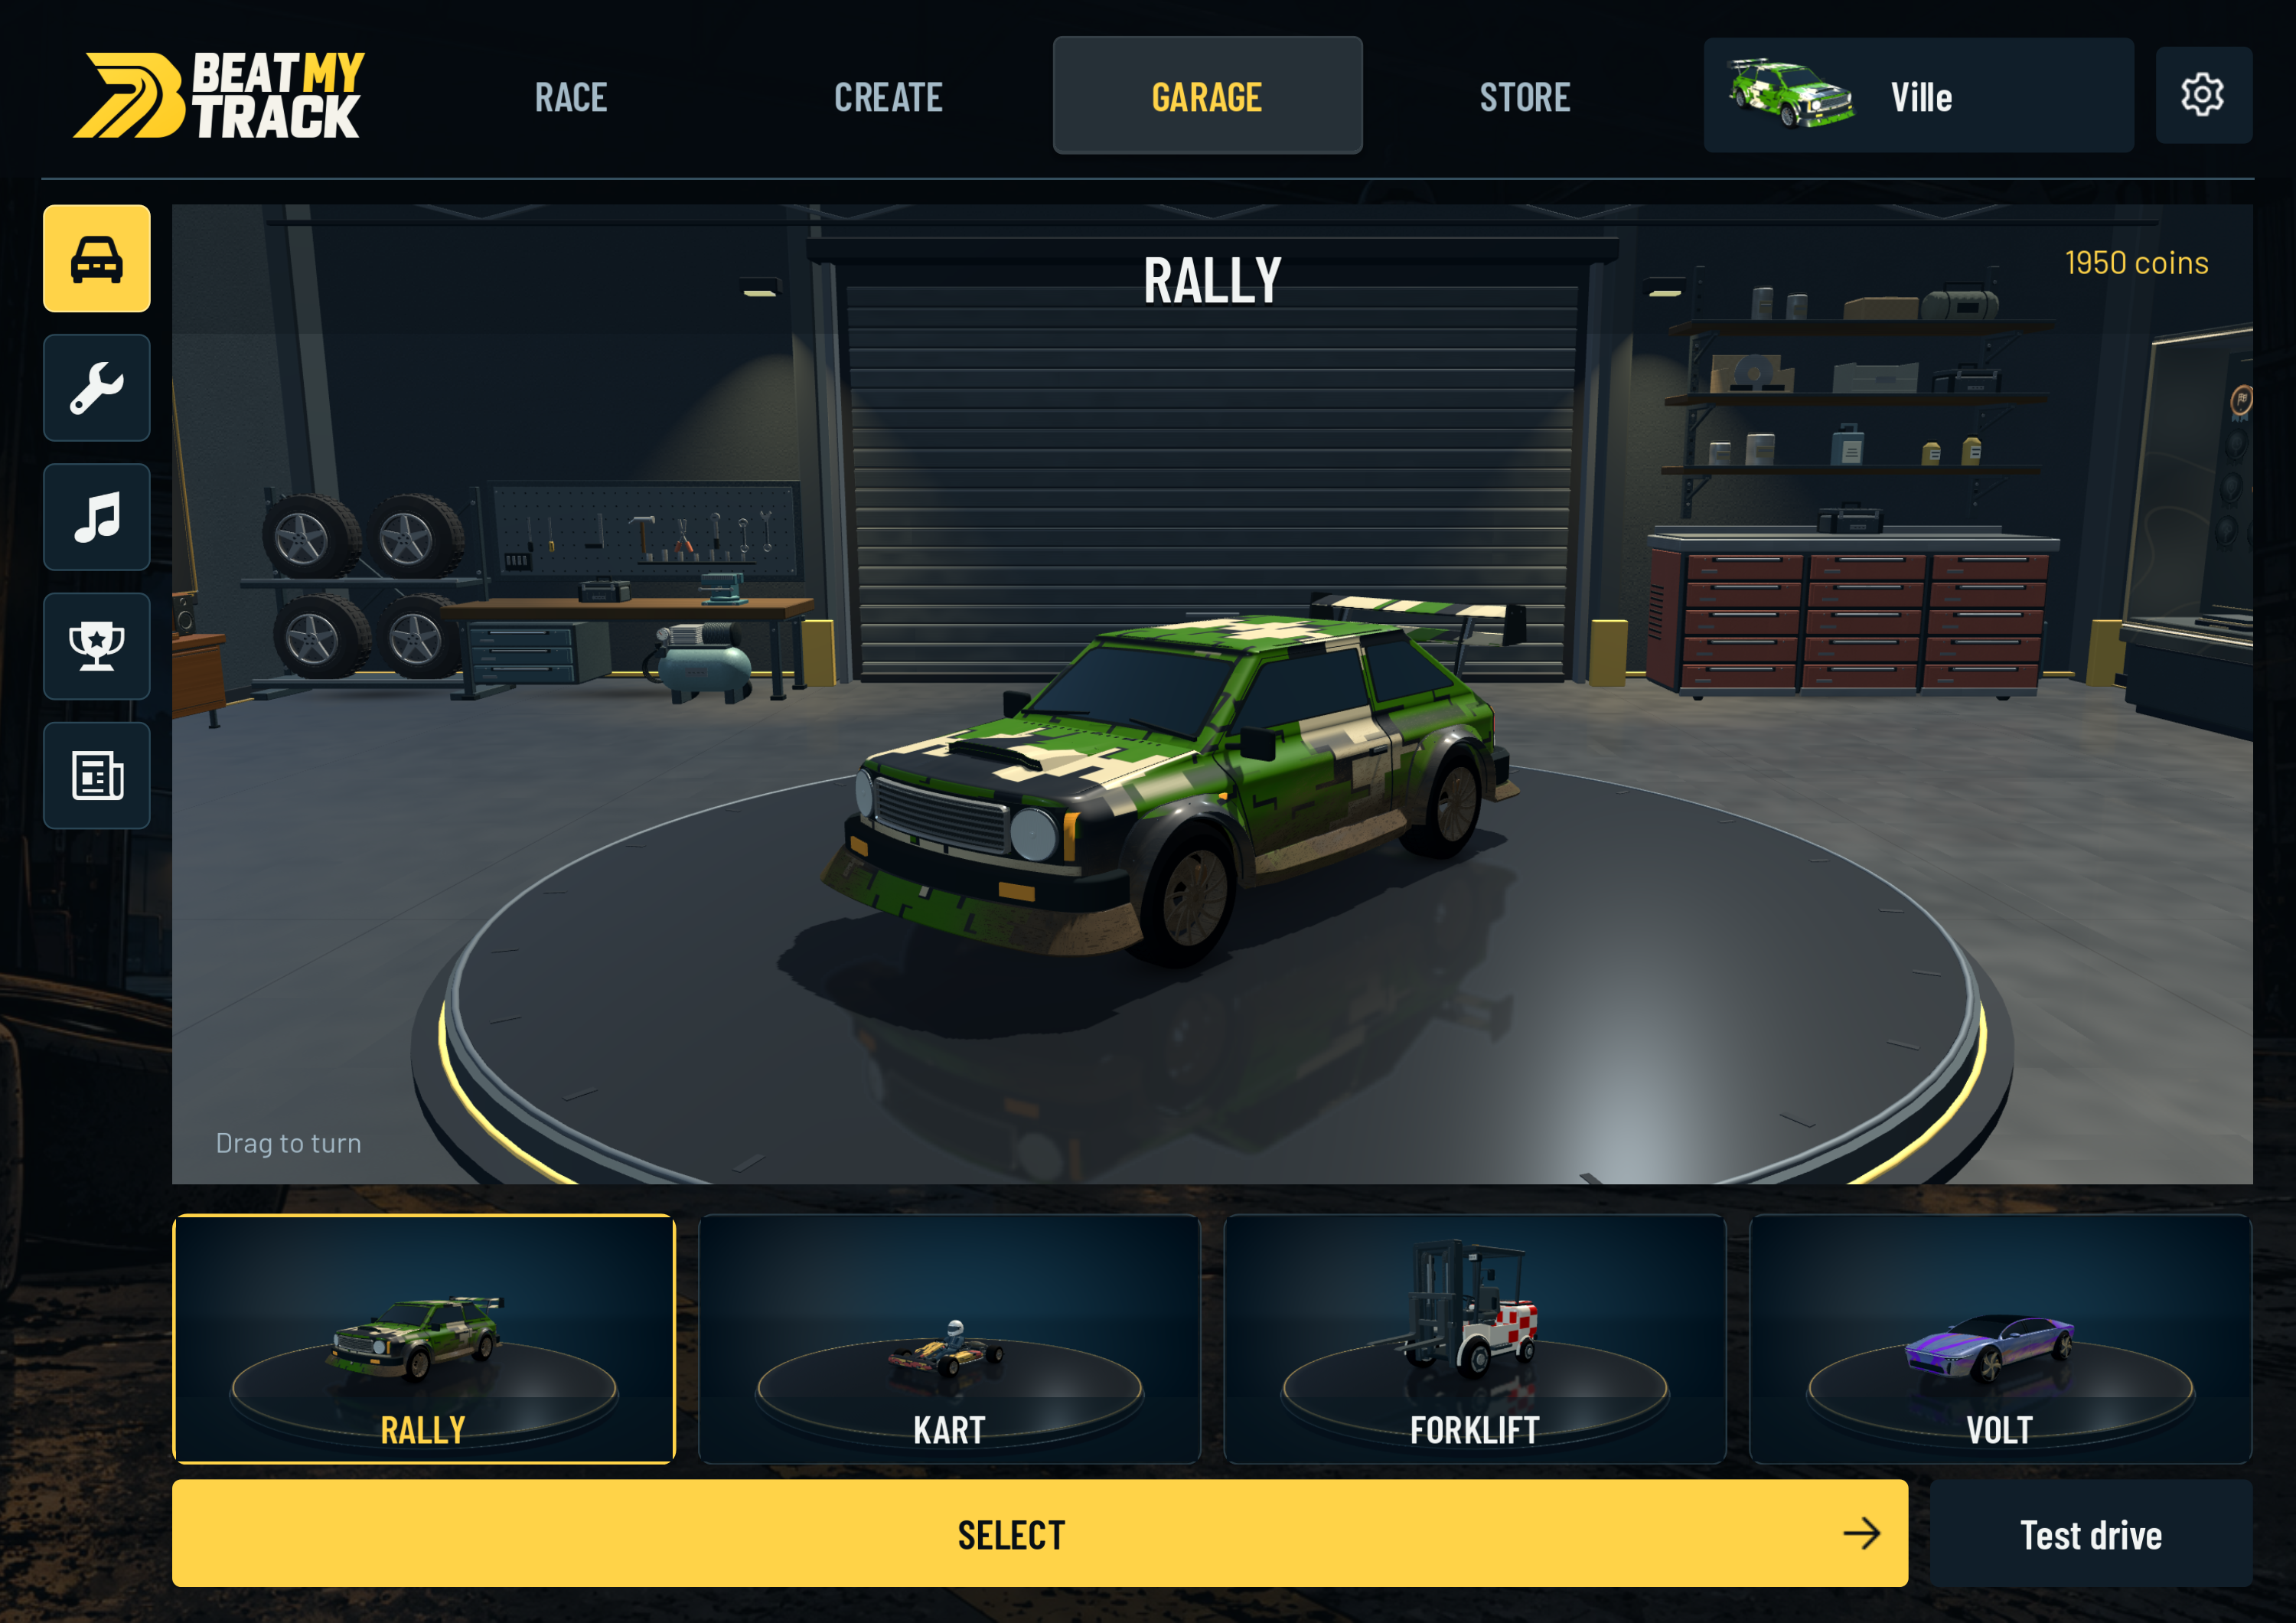 BEAT MY
TRACK
RACE
CREATE
GARAGE
STORE
Ville
RALLY
1950 coins
Drag to turn
RALLY
KART
FORKLIFT
VOLT
SELECT
Test drive